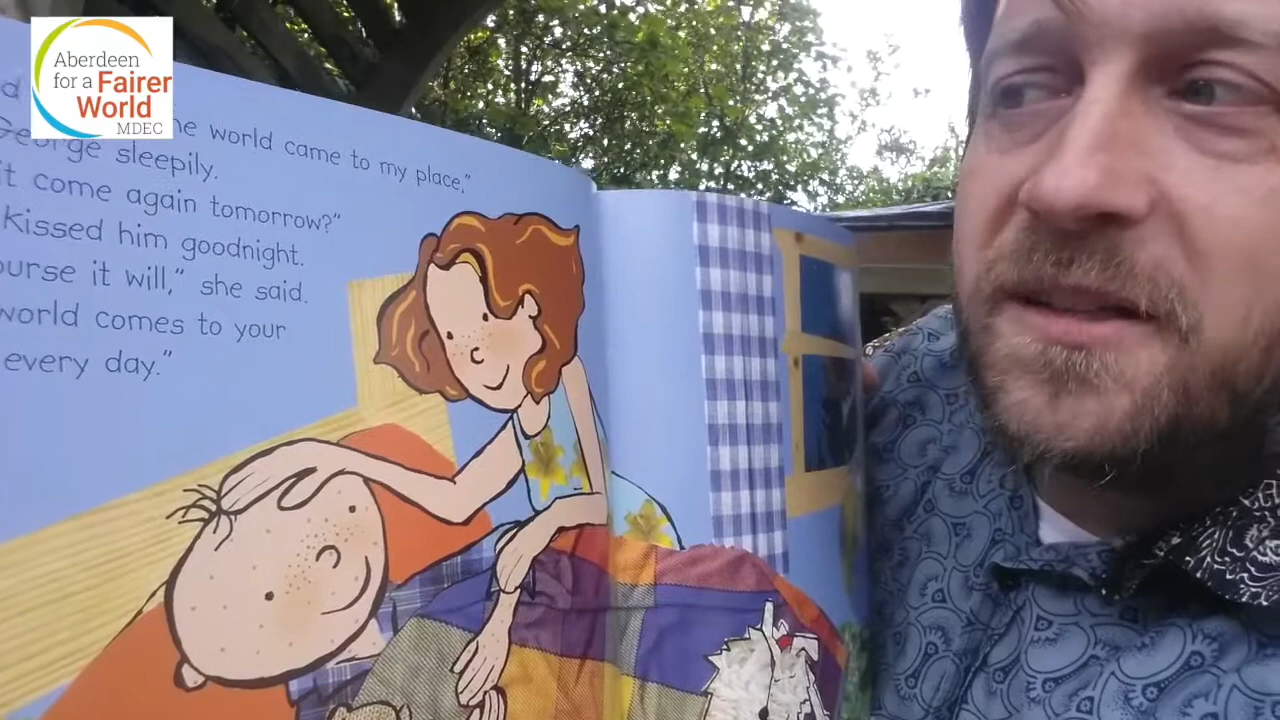 Aberdeen
for a Fairer
World
MDEC
he world came to my place,"
George sleepily.
it come again tomorrow?"
kissed him goodnight.
ourse it will," she said.
world comes to your
every day."